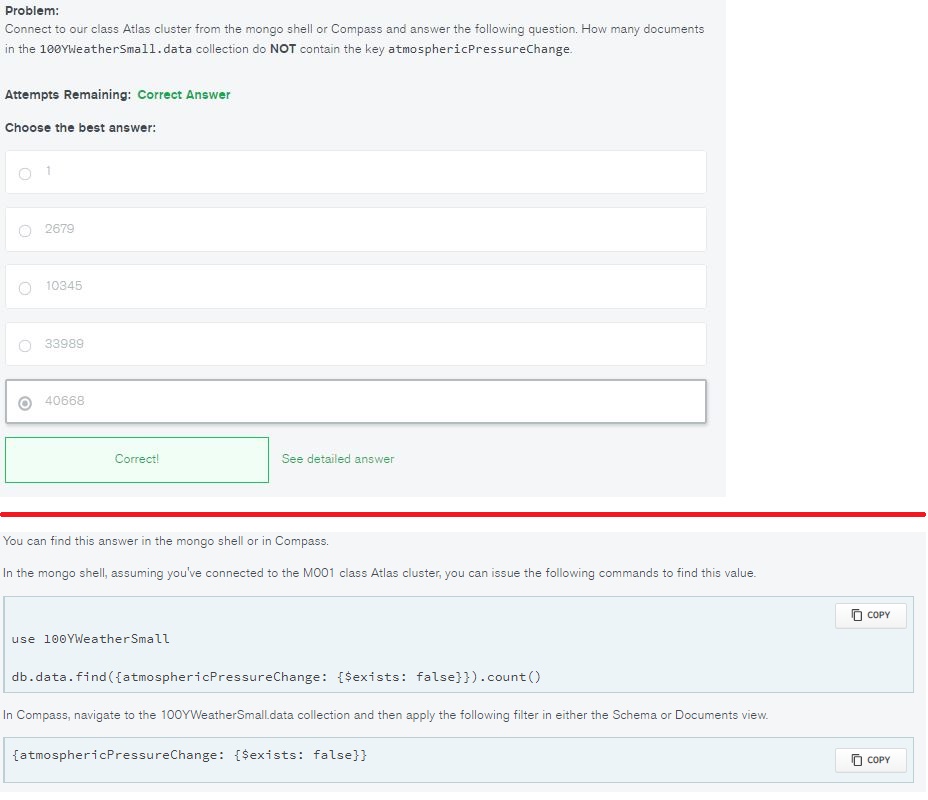 Problem:
Connect to our class Atlas cluster from the mongo shell or Compass and answer the following question. How many documents
in the 100YWeatherSmall.data collection do NOT contain the key atmosphericPressureChange.
Attempts Remaining: Correct Answer
Choose the best answer:
1
2679
10345
33989
40668
Correct! See detailed answer
You can find this answer in the mongo shell or in Compass.
In the mongo shell, assuming you've connected to the M001 class Atlas cluster, you can issue the following commands to find this value.
COPY
use 100YWeatherSmall
db.data.find({atmosphericPressureChange: {$exists: false}}).count()
In Compass, navigate to the 100YWeatherSmall.data collection and then apply the following filter in either the Schema or Documents view.
{atmosphericPressureChange: {$exists: false}}
COPY